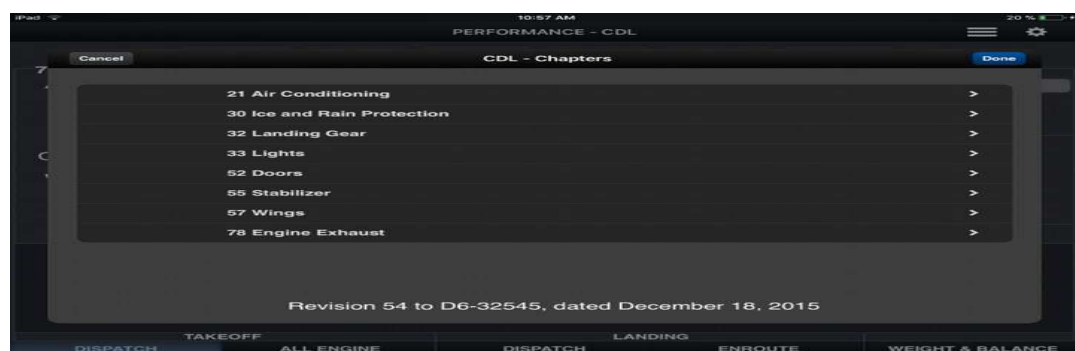 iPad 10:57 AM 20 %
PERFORMANCE - CDL
Cancel CDL - Chapters Done
7
21 Air Conditioning >
30 Ice and Rain Protection >
32 Landing Gear >
33 Lights >
52 Doors >
55 Stabilizer >
57 Wings >
78 Engine Exhaust >
Revision 54 to D6-32545, dated December 18, 2015
TAKEOFF LANDING
DISPATCH ALL ENGINE DISPATCH ENROUTE WEIGHT & BALANCE